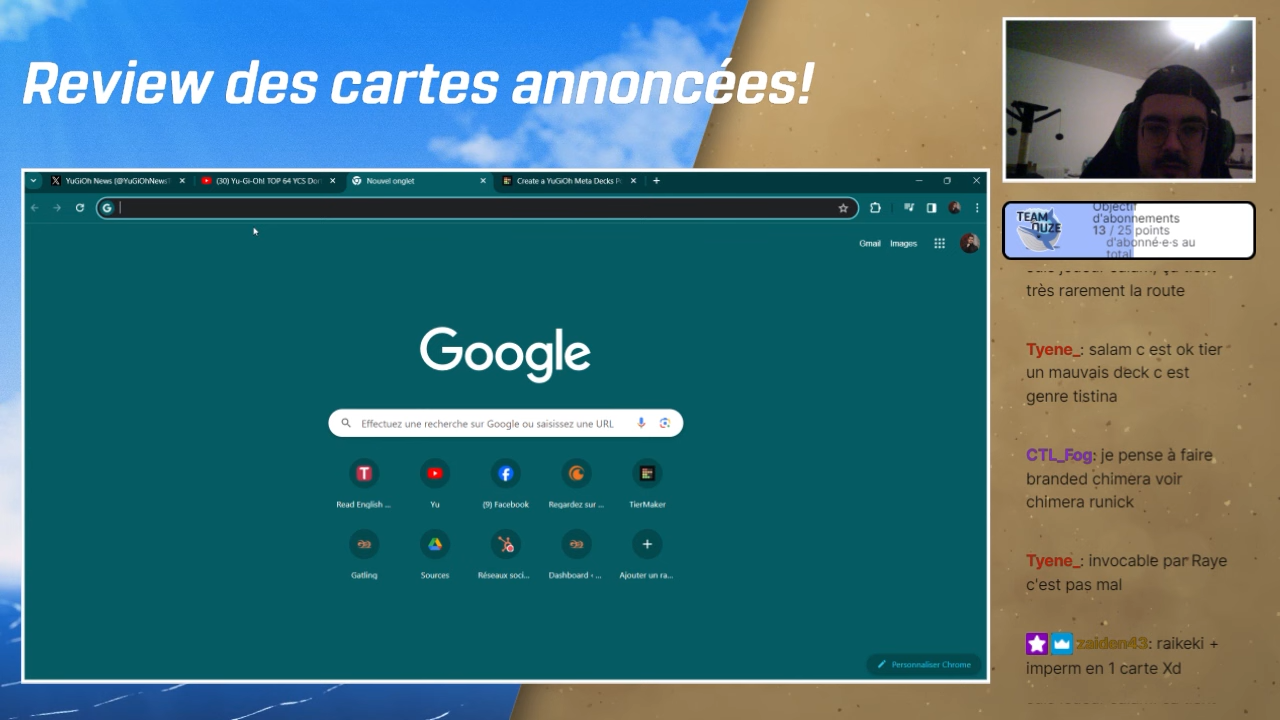 Review des cartes annoncées!
YuGiOh News (@YuGiOhNews
(30) Yu-Gi-Oh! TOP 64 YCS Dor
Nouvel onglet
Create a YuGiOh Meta Decks
Gmail
Images
Google
Effectuez une recherche sur Google ou saisissez une URL
Read English ...
Yu
(9) Facebook
Regardez sur ...
TierMaker
Gatling
Sources
Réseaux soci...
Dashboard ‹ ...
Ajouter un ra...
Personnaliser Chrome
TEAM
OUZE
Objectif
d'abonnements
13 / 25 points
d'abonné·e·s au
total
très rarement la route
Tyene_: salam c est ok tier
un mauvais deck c est
genre tistina
CTL_Fog: je pense à faire
branded chimera voir
chimera runick
Tyene_: invocable par Raye
c'est pas mal
zaidon43: raikeki +
imperm en 1 carte Xd